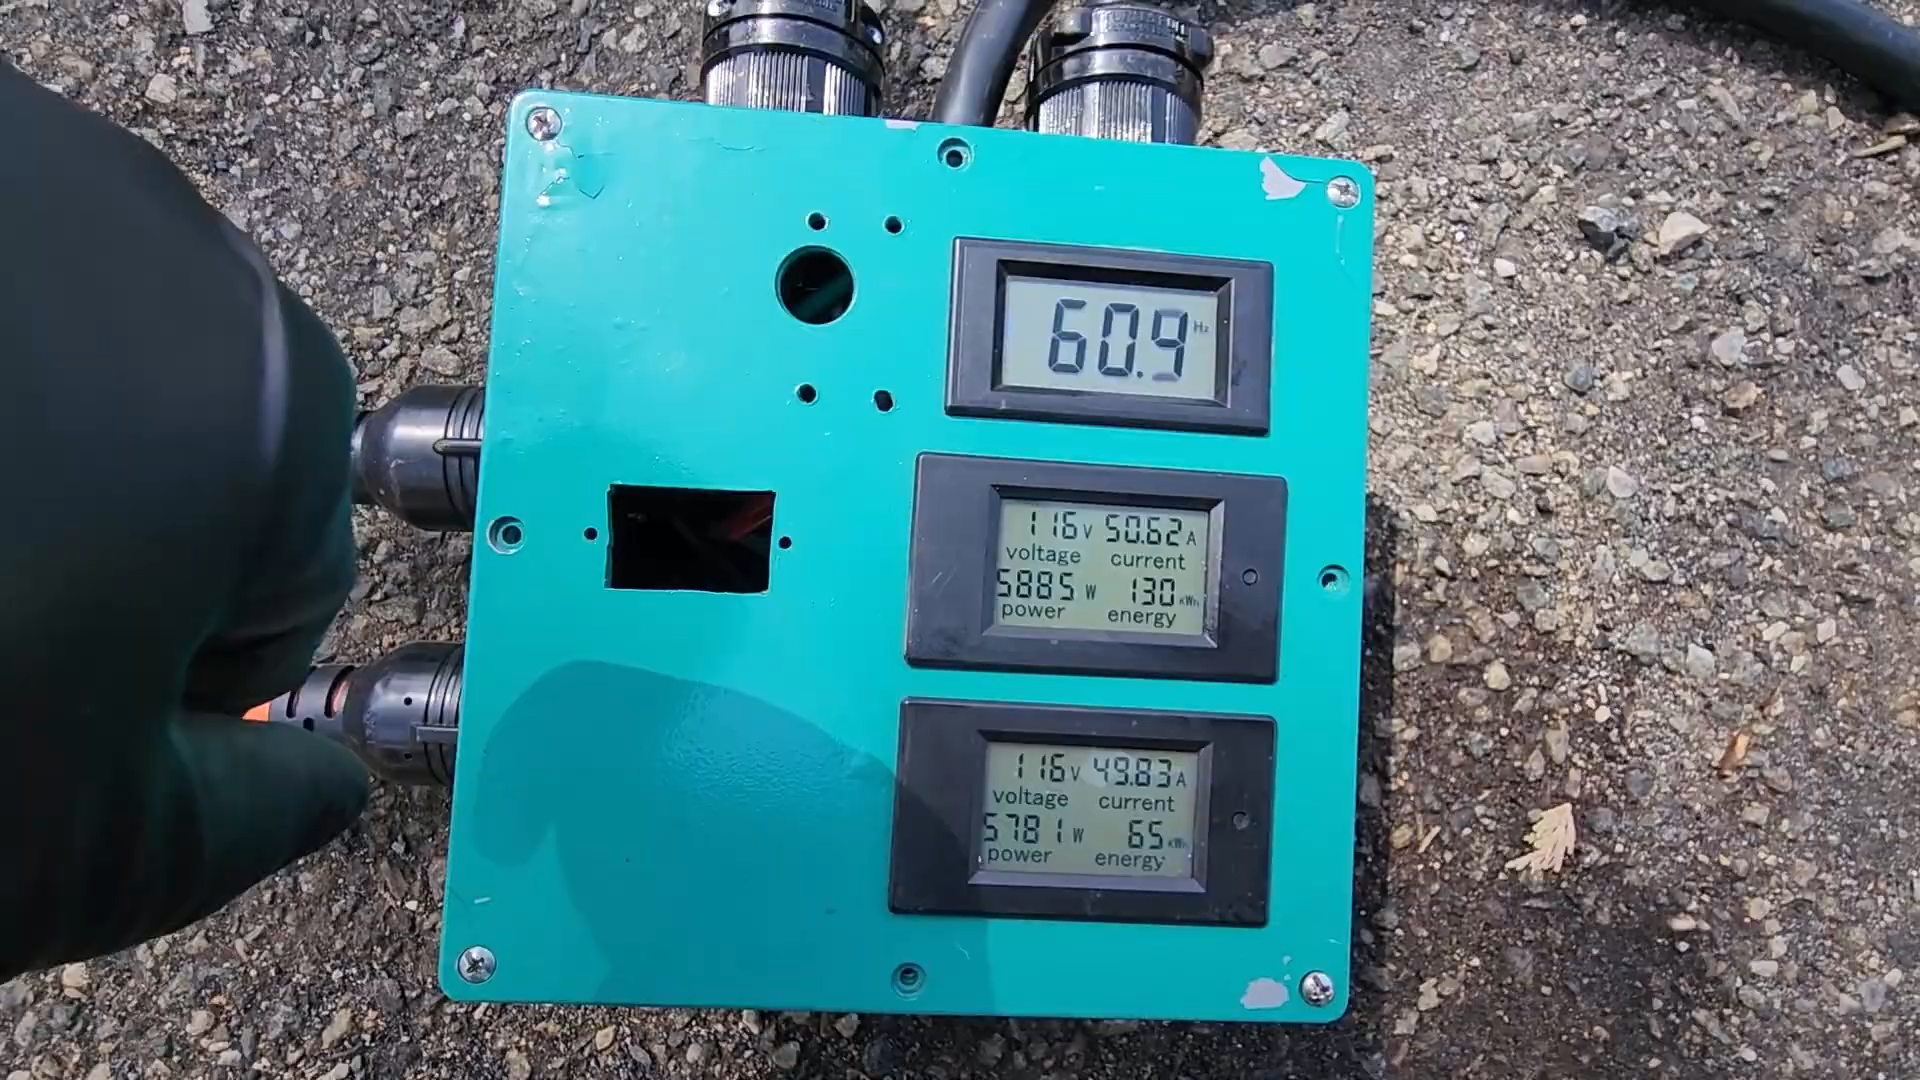 60.9 Hz
116 V 50.62 A
voltage current
5885 W 130 kWh
power energy
116 V 49.83 A
voltage current
5781 W 65 kWh
power energy